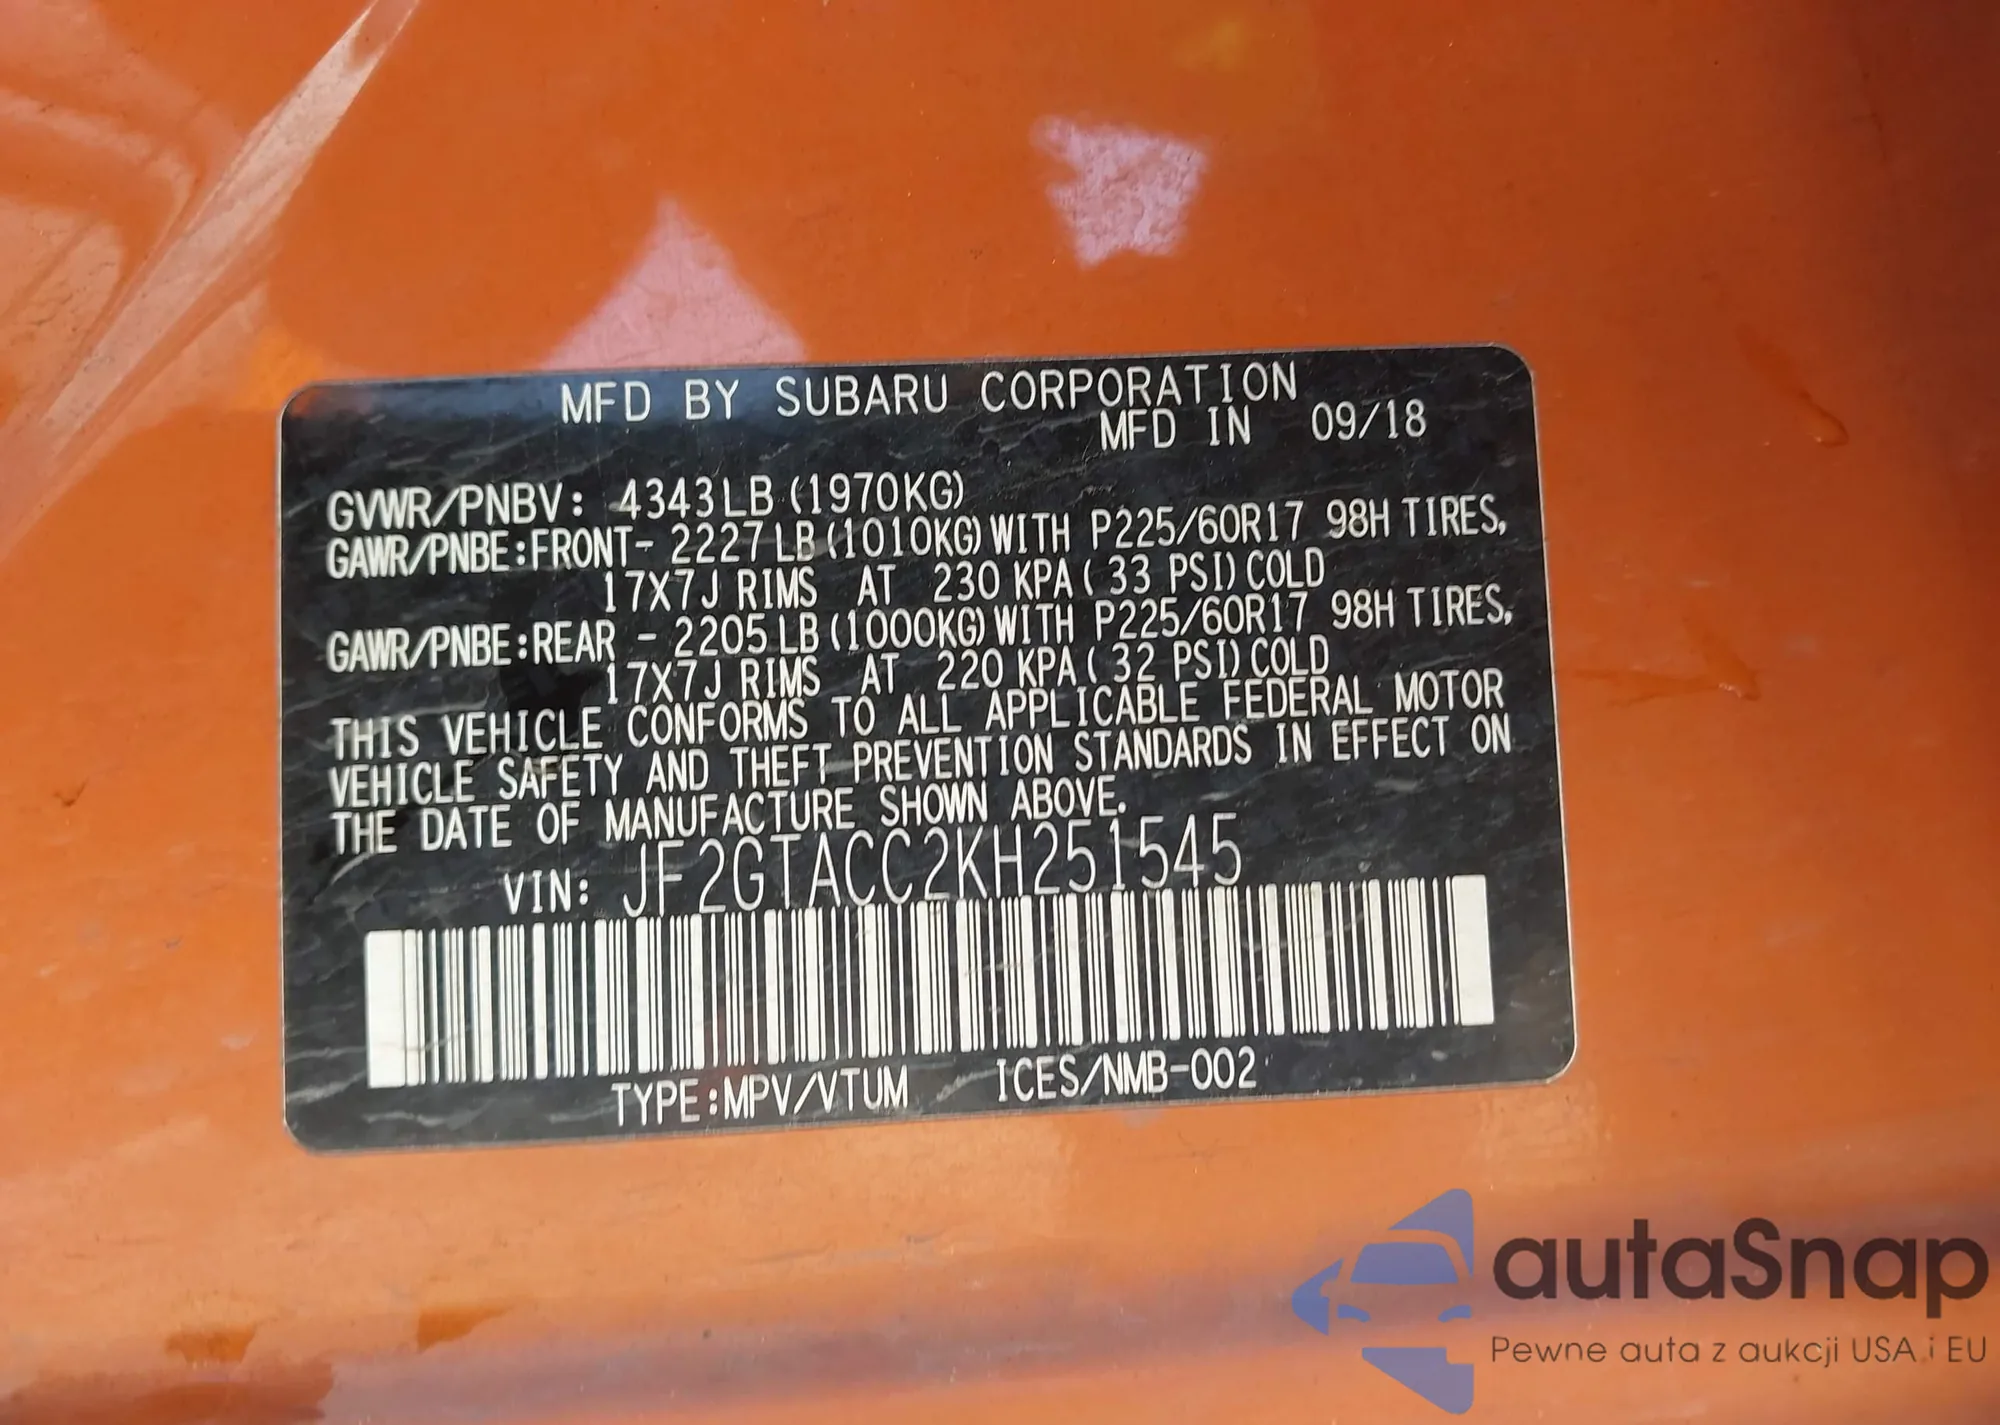 MFD BY SUBARU CORPORATION
MFD IN 09/18
GVWR/PNBV: 4343LB (1970KG)
GAWR/PNBE:FRONT- 2227LB (1010KG) WITH P225/60R17 98H TIRES,
17X7J RIMS AT 230 KPA( 33 PSI) COLD
GAWR/PNBE:REAR - 2205LB (1000KG) WITH P225/60R17 98H TIRES,
17X7J RIMS AT 220 KPA( 32 PSI) COLD
THIS VEHICLE CONFORMS TO ALL APPLICABLE FEDERAL MOTOR
VEHICLE SAFETY AND THEFT PREVENTION STANDARDS IN EFFECT ON
THE DATE OF MANUFACTURE SHOWN ABOVE.
VIN: JF2GTACC2KH251545
TYPE:MPV/VTUM ICES/NMB-002
autaSnap
Pewne auta z aukcji USA i EU